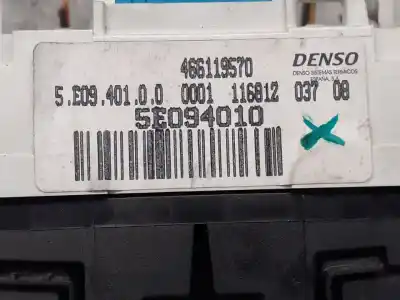 466119570
DENSO
DENSO SISTEMAS TERMICOS
ESPAÑA, S.A.
5.E09.401.0.0 0001 116812 037 08
5E094010